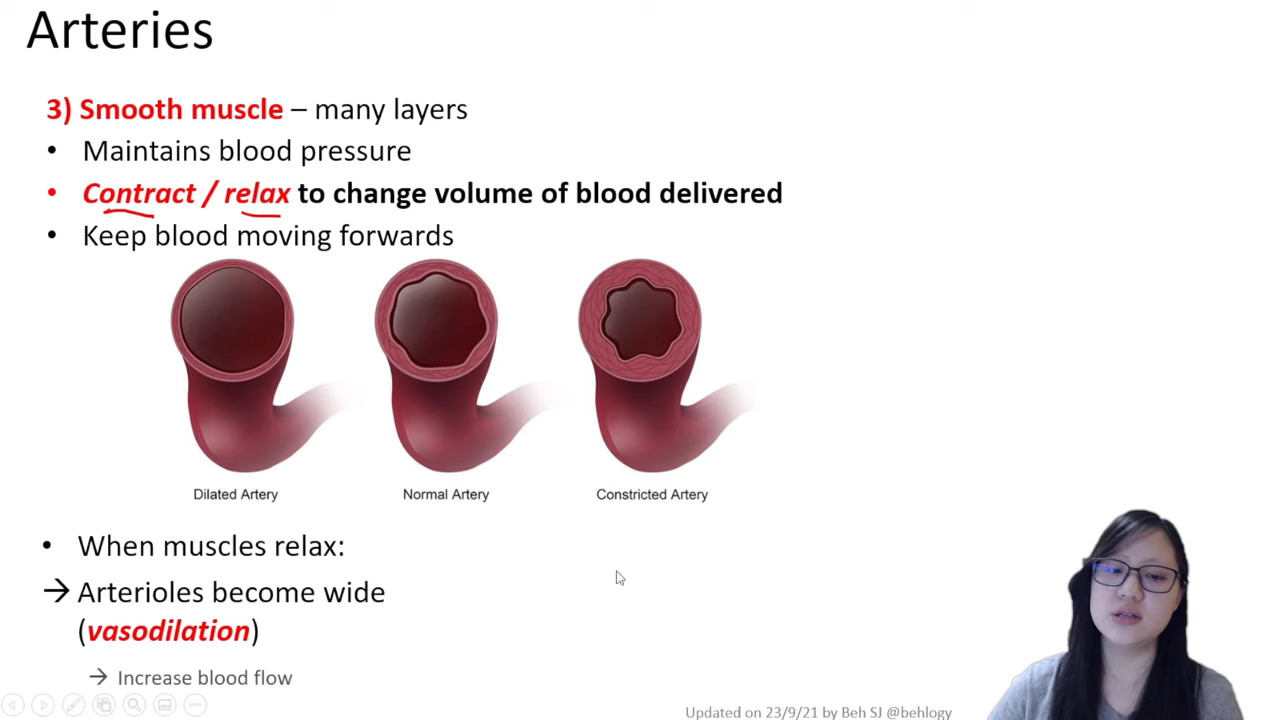 Arteries
3) Smooth muscle – many layers
• Maintains blood pressure
• Contract / relax to change volume of blood delivered
• Keep blood moving forwards
Dilated Artery
Normal Artery
Constricted Artery
• When muscles relax:
→ Arterioles become wide
(vasodilation)
→ Increase blood flow
Updated on 23/9/21 by Beh SJ @behlogy